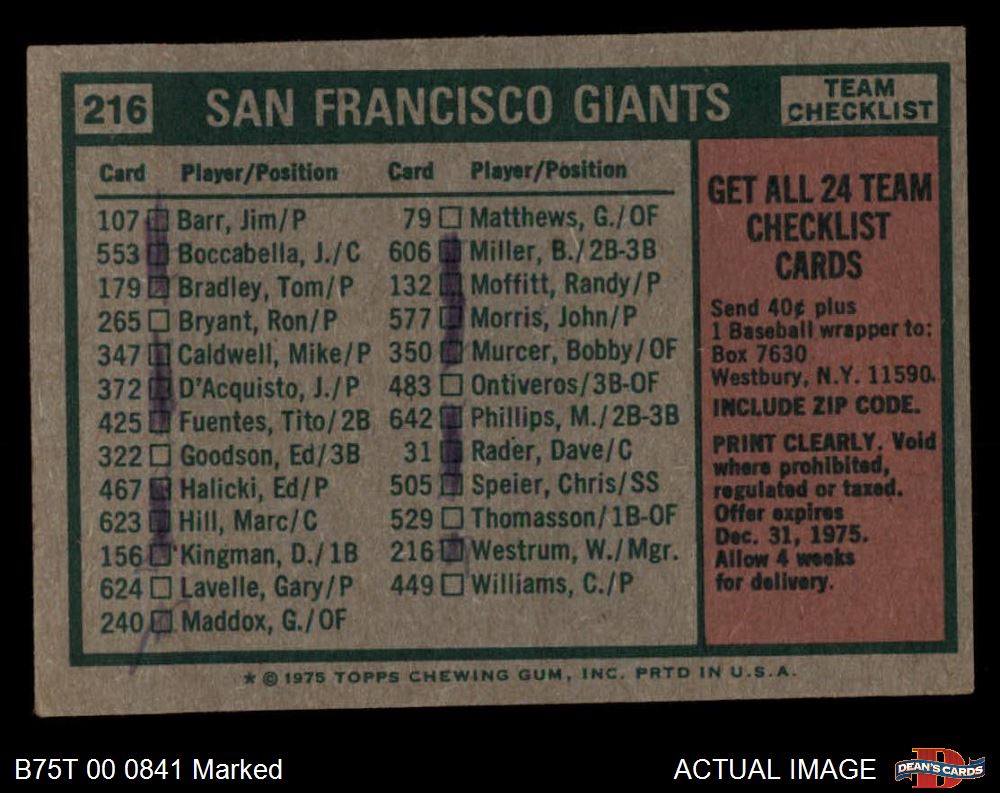 216 SAN FRANCISCO GIANTS TEAM CHECKLIST
Card Player/Position Card Player/Position
107 Barr, Jim/P 79 Matthews, G./OF
553 Boccabella, J./C 606 Miller, B./2B-3B
179 Bradley, Tom/P 132 Moffitt, Randy/P
265 Bryant, Ron/P 577 Morris, John/P
347 Caldwell, Mike/P 350 Murcer, Bobby/OF
372 D'Acquisto, J./P 483 Ontiveros/3B-OF
425 Fuentes, Tito/2B 642 Phillips, M./2B-3B
322 Goodson, Ed/3B 31 Rader, Dave/C
467 Halicki, Ed/P 505 Speier, Chris/SS
623 Hill, Marc/C 529 Thomasson/1B-OF
156 Kingman, D./1B 216 Westrum, W./Mgr.
624 Lavelle, Gary/P 449 Williams, C./P
240 Maddox, G./OF
GET ALL 24 TEAM
CHECKLIST
CARDS
Send 40¢ plus
1 Baseball wrapper to:
Box 7630
Westbury, N.Y. 11590.
INCLUDE ZIP CODE.
PRINT CLEARLY. Void
where prohibited,
regulated or taxed.
Offer expires
Dec. 31, 1975.
Allow 4 weeks
for delivery.
* © 1975 TOPPS CHEWING GUM, INC. PRTD IN U.S.A.
B75T 00 0841 Marked ACTUAL IMAGE DEAN'S CARDS